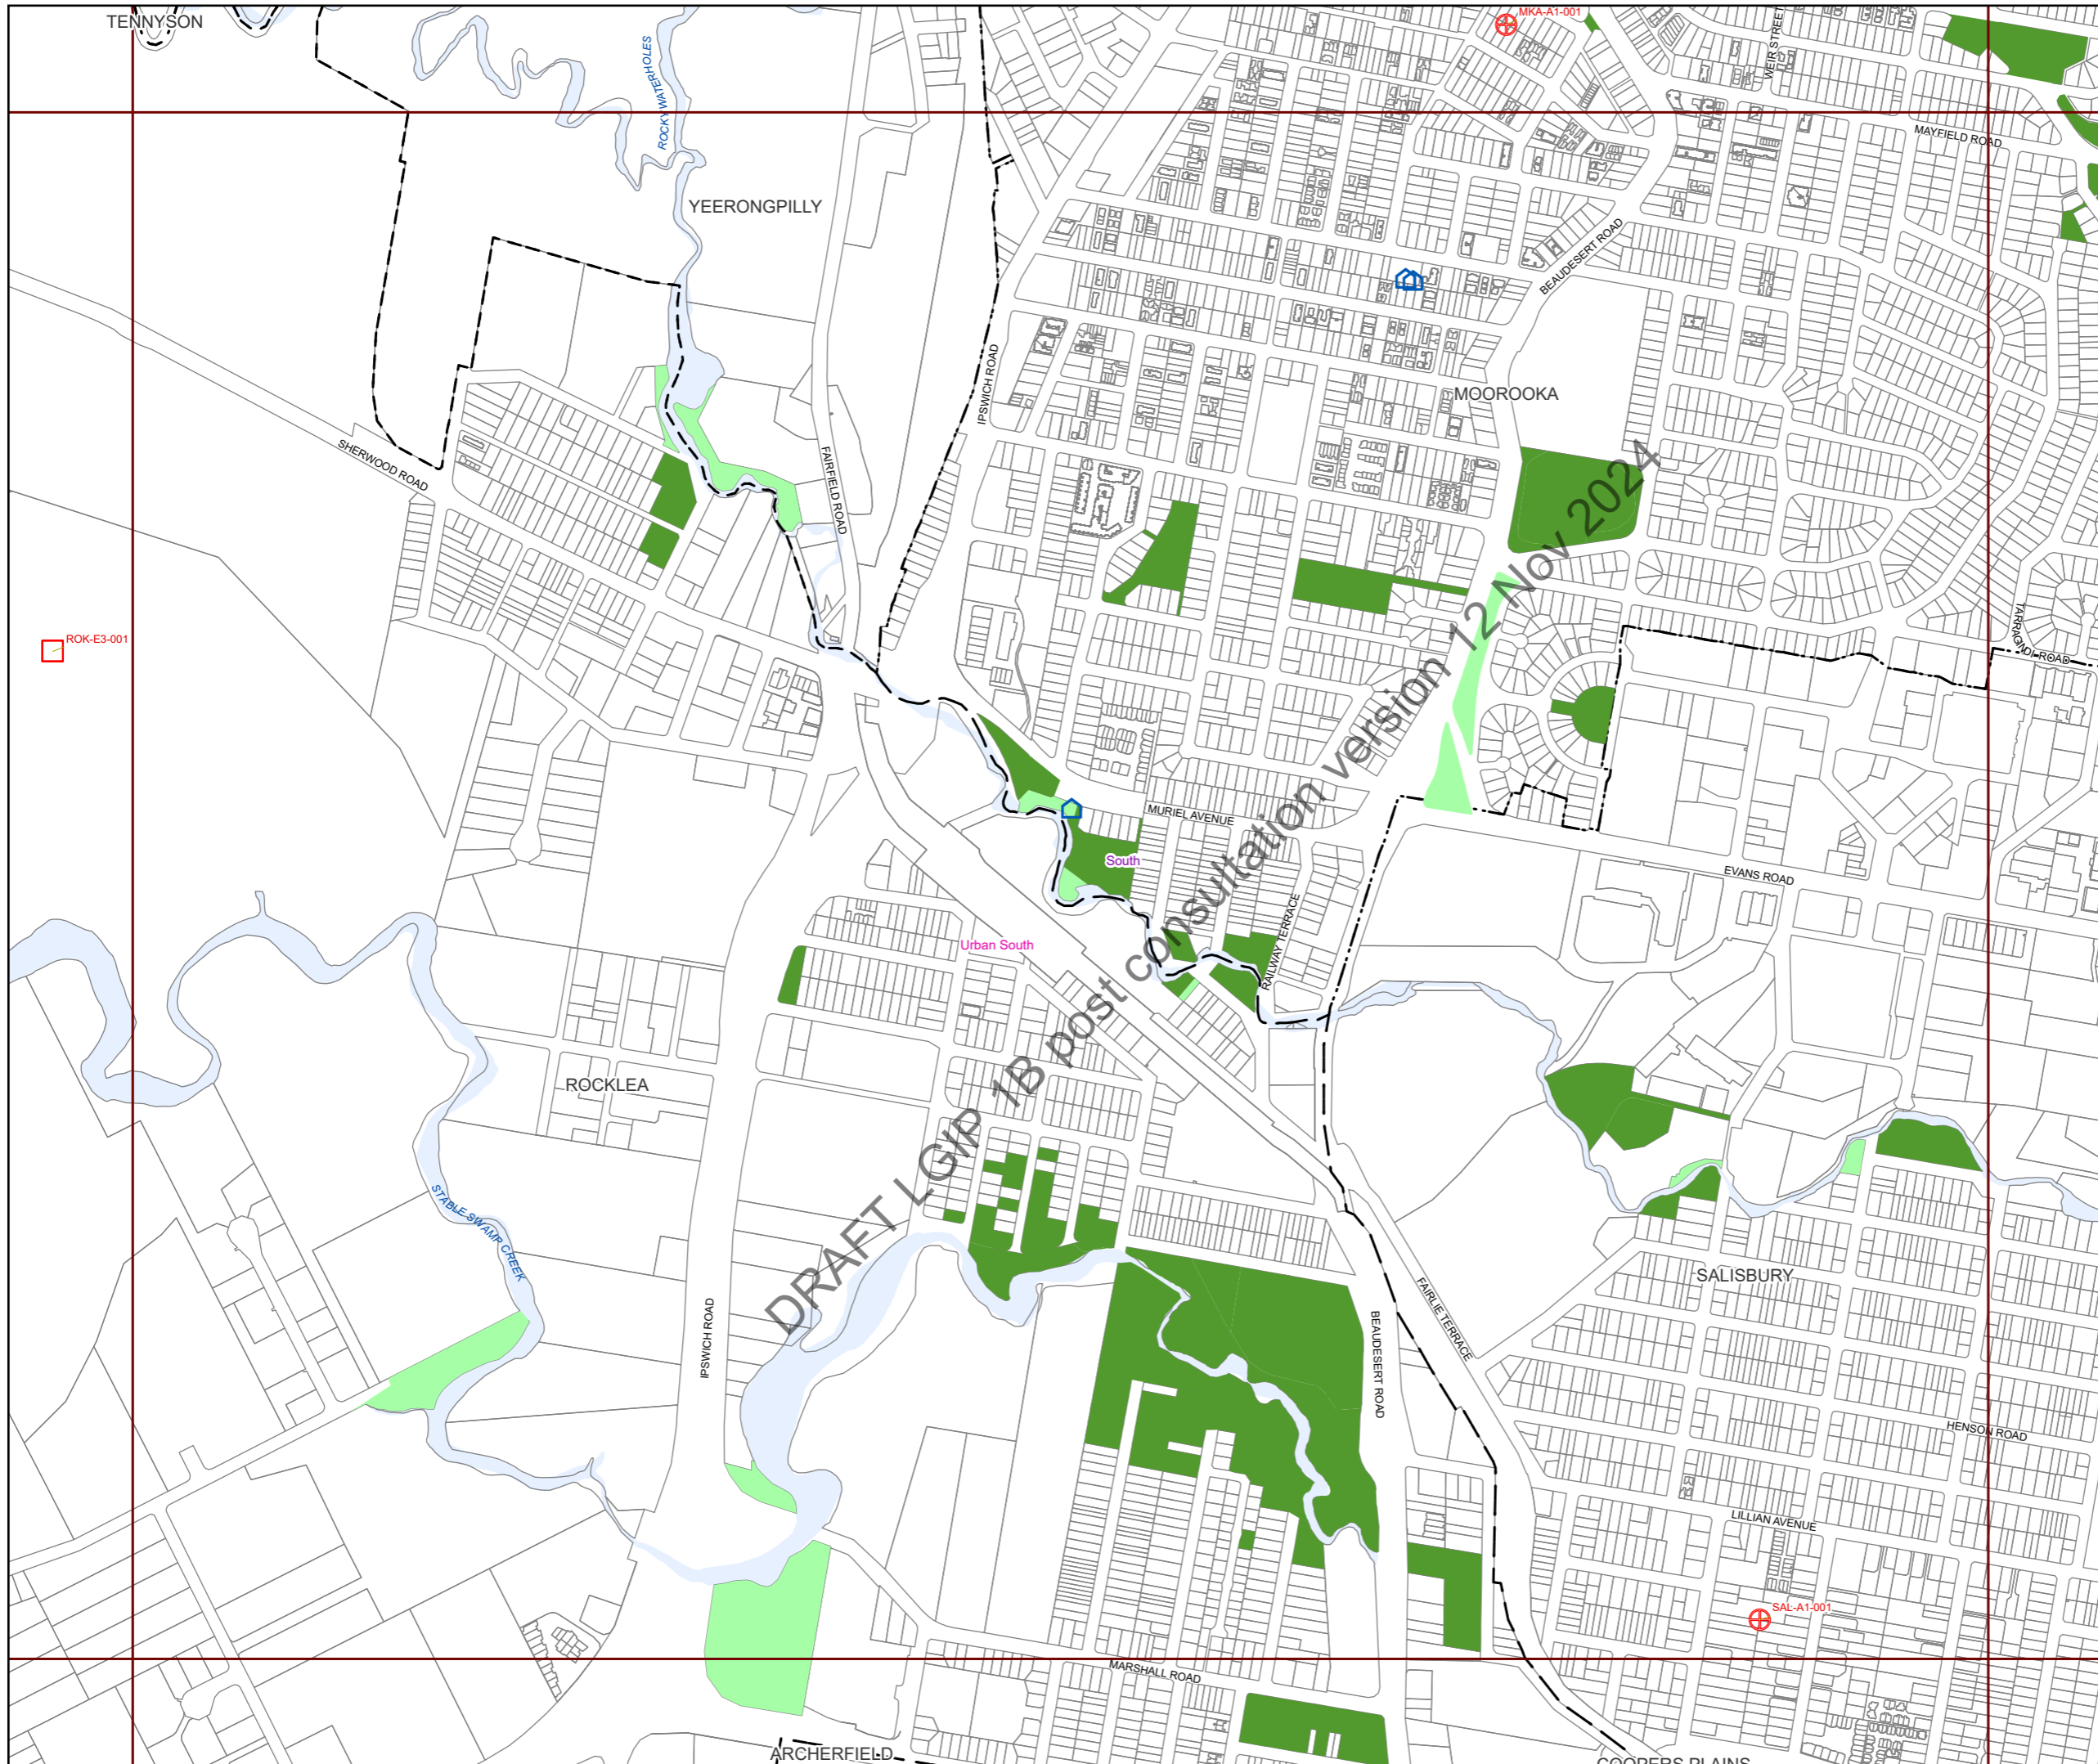 TENNYSON
MKA-A1-001
WEIR STREET
ROCKY WATERHOLES
MAYFIELD ROAD
YEERONGPILLY
BEAUDESERT ROAD
IPSWICH ROAD
MOOROOKA
SHERWOOD ROAD
FAIRFIELD ROAD
ROK-E3-001
TARRAGINDI ROAD
MURIEL AVENUE
South
EVANS ROAD
Urban South
RAILWAY TERRACE
ROCKLEA
DRAFT LGIP 1B post consultation version 12 Nov 2024
STABLE SWAMP CREEK
SALISBURY
IPSWICH ROAD
BEAUDESERT ROAD
FAIRLIE TERRACE
HENSON ROAD
LILLIAN AVENUE
SAL-A1-001
MARSHALL ROAD
ARCHERFIELD
COOPERS PLAINS